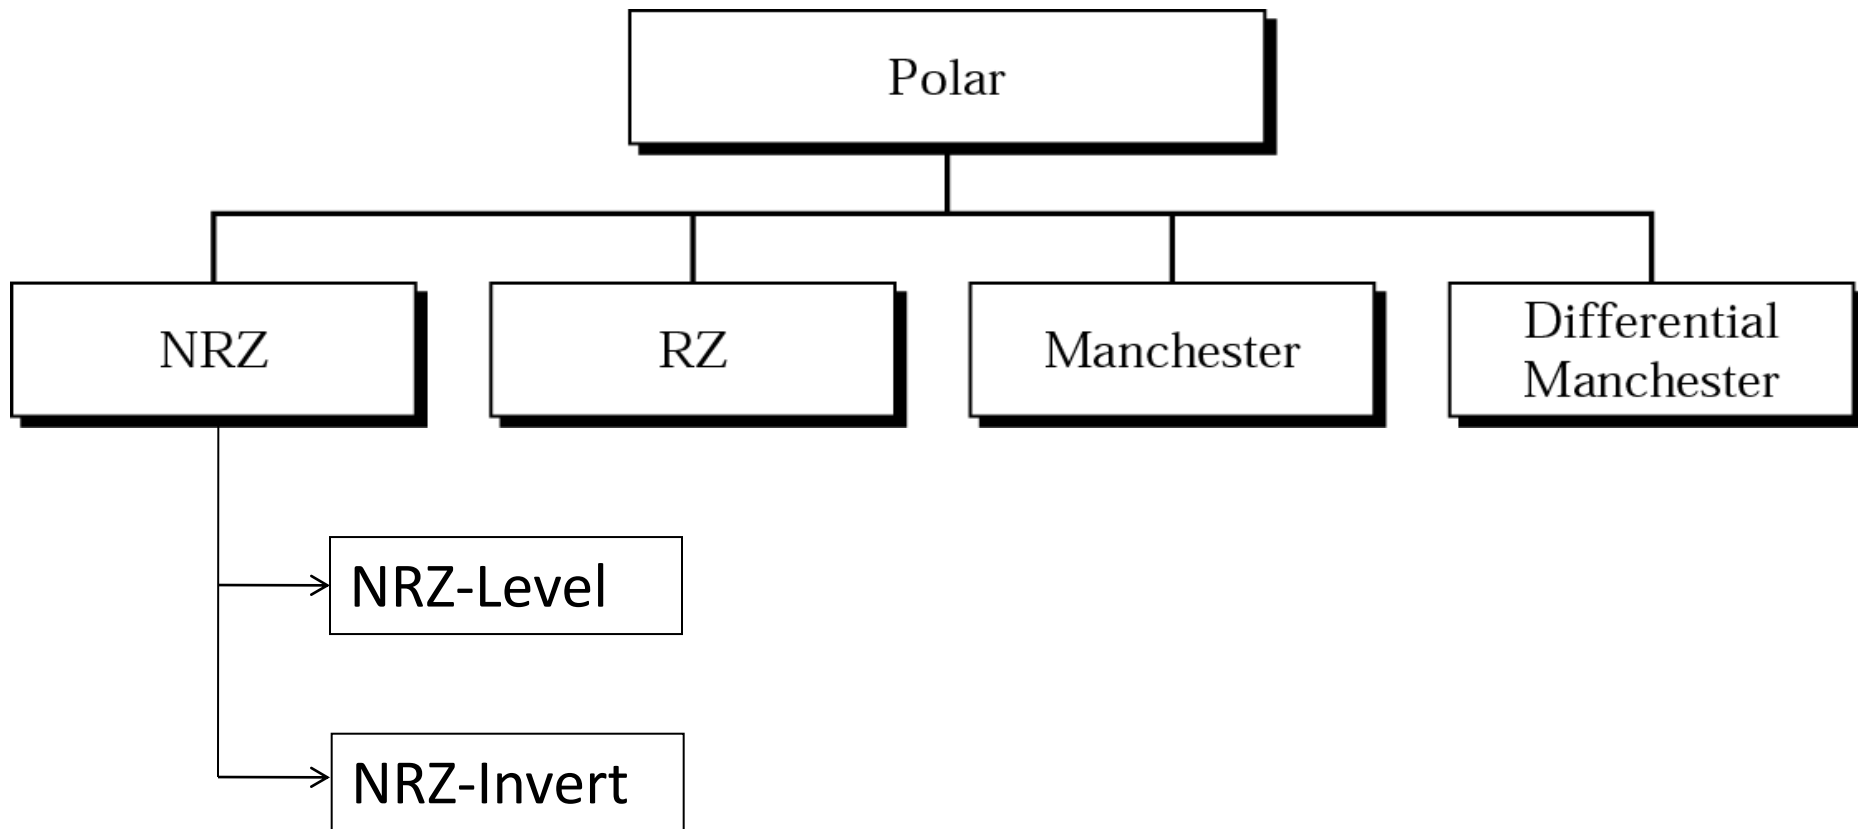 Polar
NRZ
RZ
Manchester
Differential
Manchester
NRZ-Level
NRZ-Invert